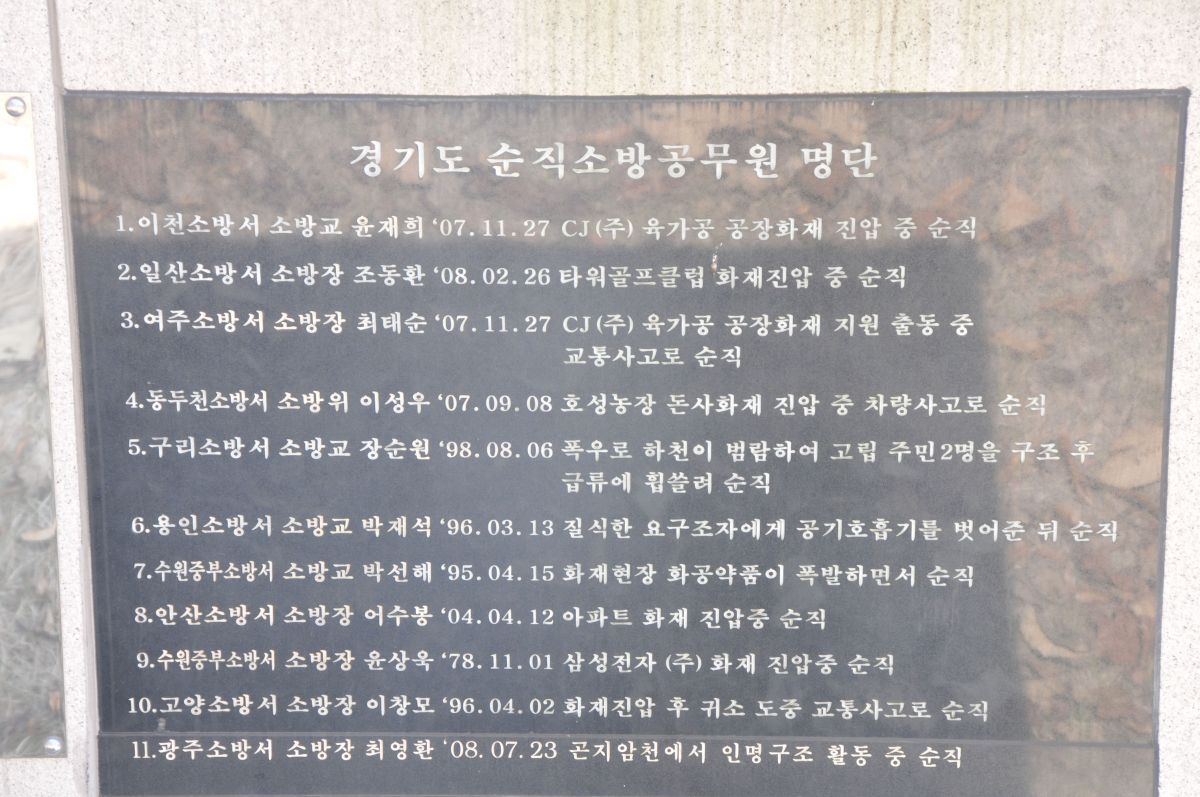 경기도 순직소방공무원 명단
1.이천소방서 소방교 윤재희 ‘07.11.27 CJ(주) 육가공 공장화재 진압 중 순직
2.일산소방서 소방장 조동환 ‘08.02.26 타워골프클럽 화재진압 중 순직
3.여주소방서 소방장 최태순 ‘07.11.27 CJ(주) 육가공 공장화재 지원 출동 중
교통사고로 순직
4.동두천소방서 소방위 이성우 ‘07.09.08 호성농장 돈사화재 진압 중 차량사고로 순직
5.구리소방서 소방교 장순원 ‘98.08.06 폭우로 하천이 범람하여 고립 주민2명을 구조 후
급류에 휩쓸려 순직
6.용인소방서 소방교 박재석 ‘96.03.13 질식한 요구조자에게 공기호흡기를 벗어준 뒤 순직
7.수원중부소방서 소방교 박선해 ‘95.04.15 화재현장 화공약품이 폭발하면서 순직
8.안산소방서 소방장 어수봉 ‘04.04.12 아파트 화재 진압중 순직
9.수원중부소방서 소방장 윤상욱 ‘78.11.01 삼성전자 (주) 화재 진압중 순직
10.고양소방서 소방장 이창모 ‘96.04.02 화재진압 후 귀소 도중 교통사고로 순직
11.광주소방서 소방장 최영환 ‘08.07.23 곤지암천에서 인명구조 활동 중 순직